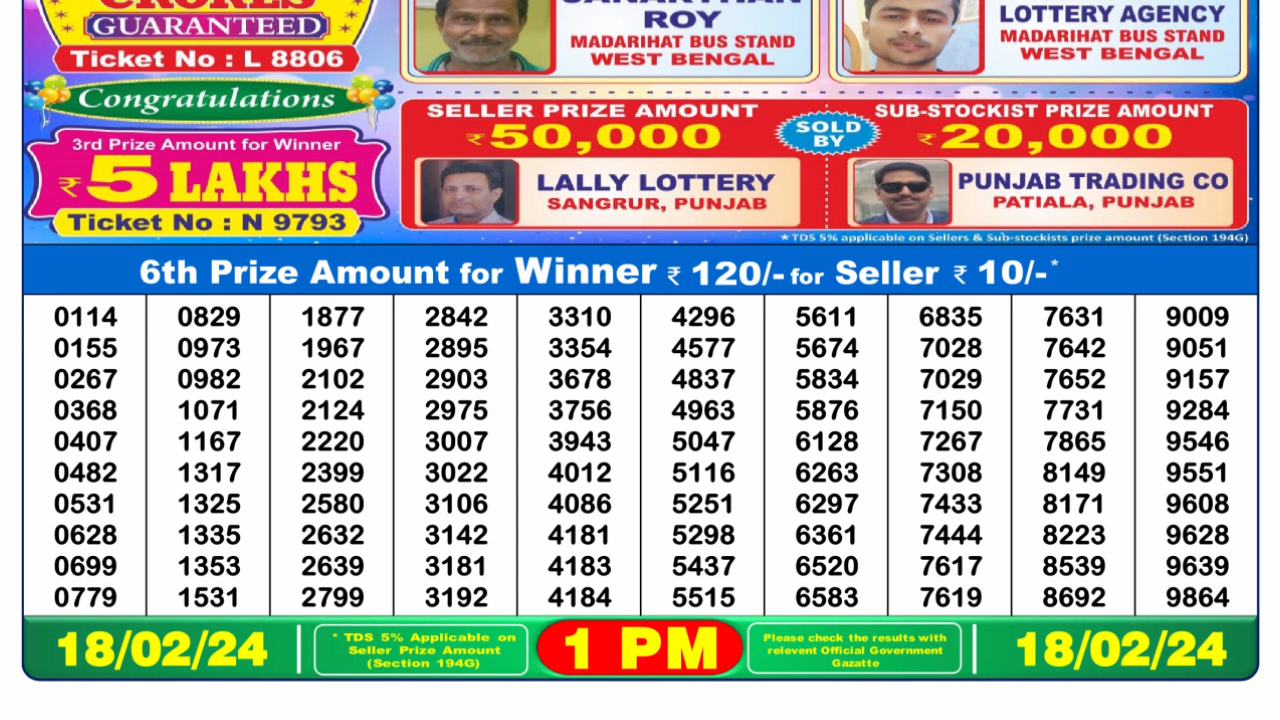 CRORES
GUARANTEED
Ticket No : L 8806
Congratulations
3rd Prize Amount for Winner
₹ 5 LAKHS
Ticket No : N 9793
ROY
MADARIHAT BUS STAND
WEST BENGAL
LOTTERY AGENCY
MADARIHAT BUS STAND
WEST BENGAL
SELLER PRIZE AMOUNT
₹ 50,000
SOLD
BY
SUB-STOCKIST PRIZE AMOUNT
₹ 20,000
LALLY LOTTERY
SANGRUR, PUNJAB
PUNJAB TRADING CO
PATIALA, PUNJAB
★TDS 5% applicable on Sellers & Sub-stockists prize amount (Section 194G)
6th Prize Amount for Winner ₹ 120/- for Seller ₹ 10/-*
0114 0829 1877 2842 3310 4296 5611 6835 7631 9009
0155 0973 1967 2895 3354 4577 5674 7028 7642 9051
0267 0982 2102 2903 3678 4837 5834 7029 7652 9157
0368 1071 2124 2975 3756 4963 5876 7150 7731 9284
0407 1167 2220 3007 3943 5047 6128 7267 7865 9546
0482 1317 2399 3022 4012 5116 6263 7308 8149 9551
0531 1325 2580 3106 4086 5251 6297 7433 8171 9608
0628 1335 2632 3142 4181 5298 6361 7444 8223 9628
0699 1353 2639 3181 4183 5437 6520 7617 8539 9639
0779 1531 2799 3192 4184 5515 6583 7619 8692 9864
18/02/24
* TDS 5% Applicable on
Seller Prize Amount
(Section 194G)
1 PM
Please check the results with
relevent Official Government
Gazatte
18/02/24